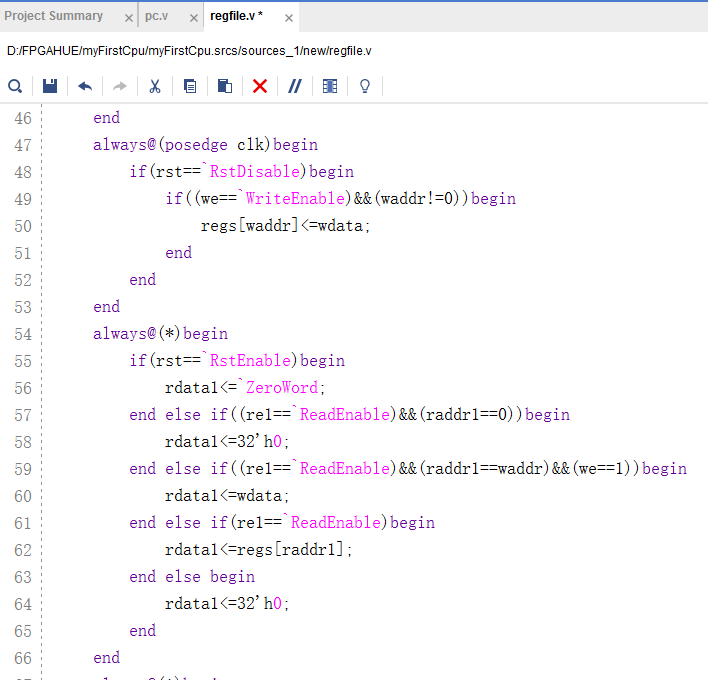 Project Summary × pc.v × regfile.v * ×
D:/FPGAHUE/myFirstCpu/myFirstCpu.srcs/sources_1/new/regfile.v
46 end
47 always@(posedge clk)begin
48 if(rst==`RstDisable)begin
49 if((we==`WriteEnable)&&(waddr!=0))begin
50 regs[waddr]<=wdata;
51 end
52 end
53 end
54 always@(*)begin
55 if(rst==`RstEnable)begin
56 rdata1<=`ZeroWord;
57 end else if((re1==`ReadEnable)&&(raddr1==0))begin
58 rdata1<=32'h0;
59 end else if((re1==`ReadEnable)&&(raddr1==waddr)&&(we==1))begin
60 rdata1<=wdata;
61 end else if(re1==`ReadEnable)begin
62 rdata1<=regs[raddr1];
63 end else begin
64 rdata1<=32'h0;
65 end
66 end